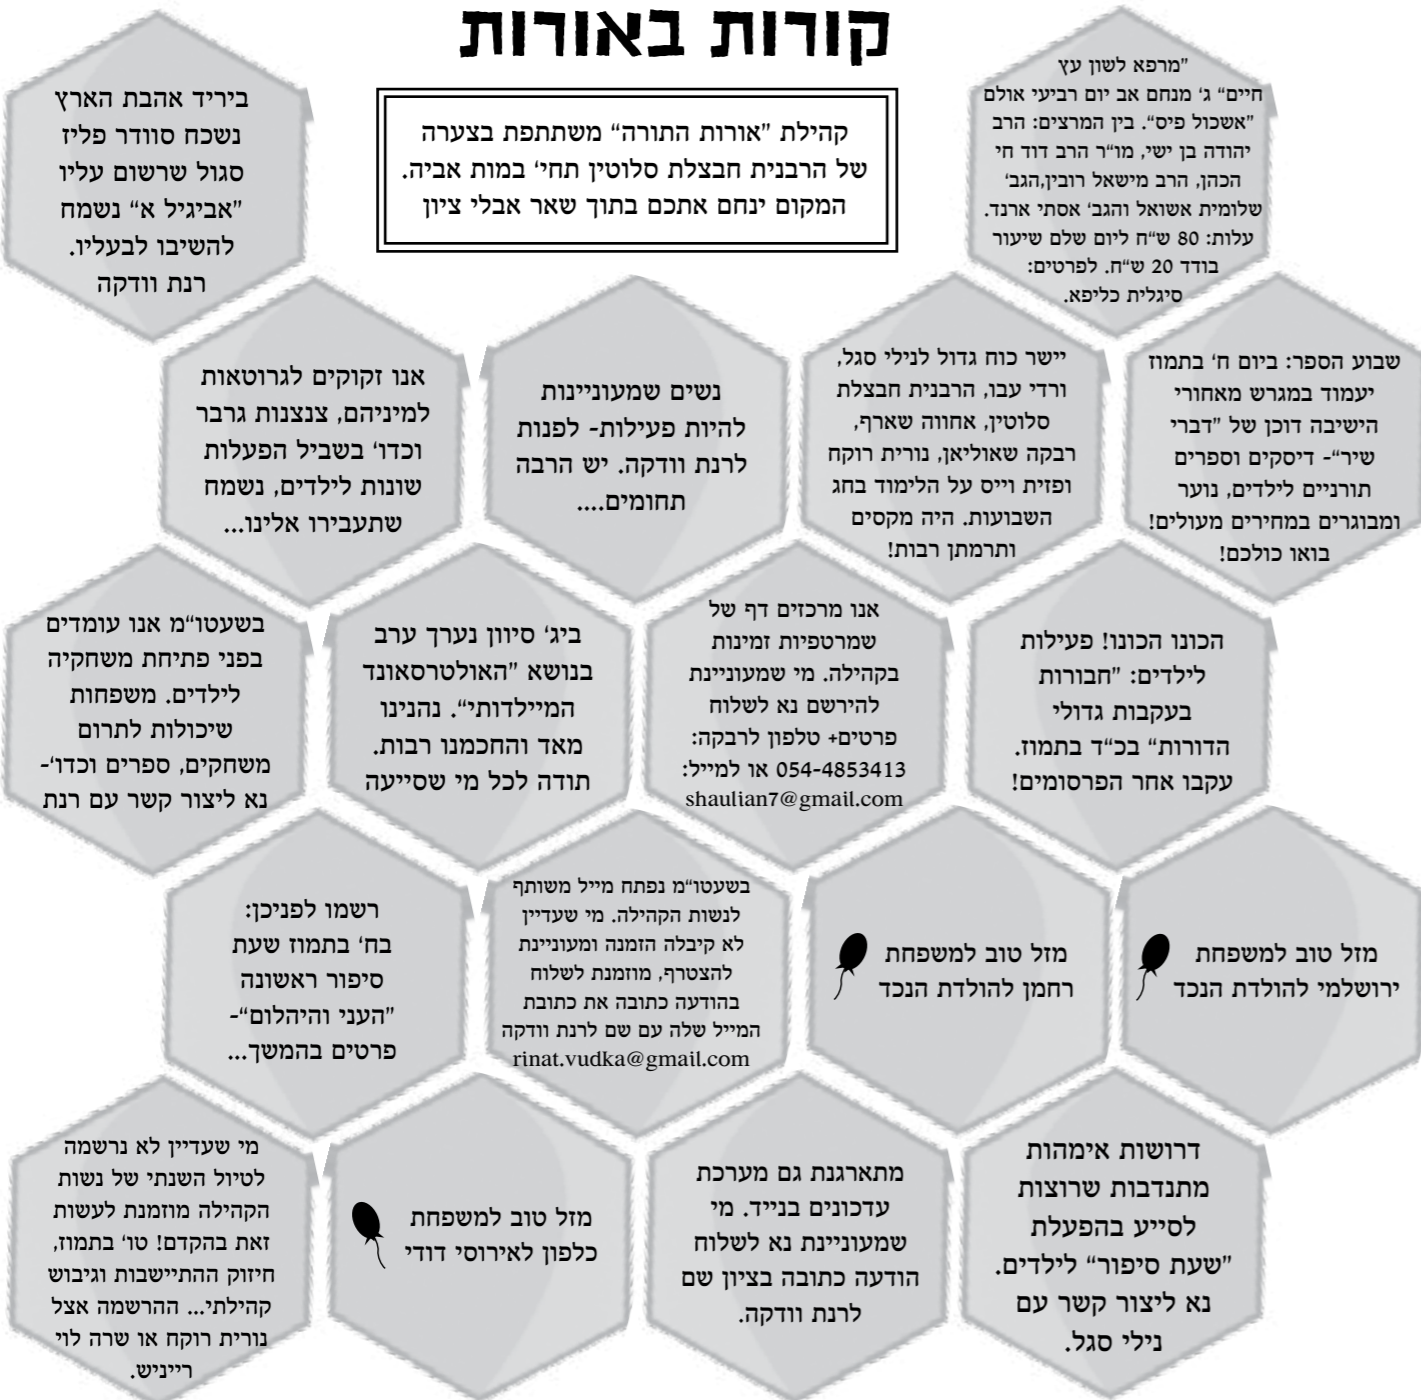 קורות באורות
קהילת "אורות התורה" משתתפת בצערה
של הרבנית חבצלת סלוטין תחי' במות אביה.
המקום ינחם אתכם בתוך שאר אבלי ציון
"מרפא לשון עץ
חיים" ג' מנחם אב יום רביעי אולם
"אשכול פיס". בין המרצים: הרב
יהודה בן ישי, מו"ר הרב דוד חי
הכהן, הרב מישאל רובין,הגב'
שלומית אשואל והגב' אסתי ארנד.
עלות: 80 ש"ח ליום שלם שיעור
בודד 20 ש"ח. לפרטים:
סיגלית כליפא.
ביריד אהבת הארץ
נשכח סוודר פליז
סגול שרשום עליו
"אביגיל א" נשמח
להשיבו לבעליו.
רנת וודקה
שבוע הספר: ביום ח' בתמוז
יעמוד במגרש מאחורי
הישיבה דוכן של "דברי
שיר"- דיסקים וספרים
תורניים לילדים, נוער
ומבוגרים במחירים מעולים!
בואו כולכם!
יישר כוח גדול לנילי סגל,
ורדי עבו, הרבנית חבצלת
סלוטין, אחווה שארף,
רבקה שאוליאן, נורית רוקח
ופזית וייס על הלימוד בחג
השבועות. היה מקסים
ותרמתן רבות!
נשים שמעוניינות
להיות פעילות- לפנות
לרנת וודקה. יש הרבה
תחומים....
אנו זקוקים לגרוטאות
למיניהם, צנצנות גרבר
וכדו' בשביל הפעלות
שונות לילדים, נשמח
שתעבירו אלינו...
הכונו הכונו! פעילות
לילדים: "חבורות
בעקבות גדולי
הדורות" בכ"ד בתמוז.
עקבו אחר הפרסומים!
אנו מרכזים דף של
שמרטפיות זמינות
בקהילה. מי שמעוניינת
להירשם נא לשלוח
פרטים+ טלפון לרבקה:
054-4853413 או למייל:
shaulian7@gmail.com
ביג' סיוון נערך ערב
בנושא "האולטרסאונד
המיילדותי". נהנינו
מאד והחכמנו רבות.
תודה לכל מי שסייעה
בשעטו"מ אנו עומדים
בפני פתיחת משחקיה
לילדים. משפחות
שיכולות לתרום
משחקים, ספרים וכדו'-
נא ליצור קשר עם רנת
מזל טוב למשפחת
ירושלמי להולדת הנכד
מזל טוב למשפחת
רחמן להולדת הנכד
בשעטו"מ נפתח מייל משותף
לנשות הקהילה. מי שעדיין
לא קיבלה הזמנה ומעוניינת
להצטרף, מוזמנת לשלוח
בהודעה כתובה את כתובת
המייל שלה עם שם לרנת וודקה
rinat.vudka@gmail.com
רשמו לפניכן:
בח' בתמוז שעת
סיפור ראשונה
"העני והיהלום"-
פרטים בהמשך...
דרושות אימהות
מתנדבות שרוצות
לסייע בהפעלת
"שעת סיפור" לילדים.
נא ליצור קשר עם
נילי סגל.
מתארגנת גם מערכת
עדכונים בנייד. מי
שמעוניינת נא לשלוח
הודעה כתובה בציון שם
לרנת וודקה.
מזל טוב למשפחת
כלפון לאירוסי דודי
מי שעדיין לא נרשמה
לטיול השנתי של נשות
הקהילה מוזמנת לעשות
זאת בהקדם! טו' בתמוז,
חיזוק ההתיישבות וגיבוש
קהילתי... ההרשמה אצל
נורית רוקח או שרה לוי
רייניש.